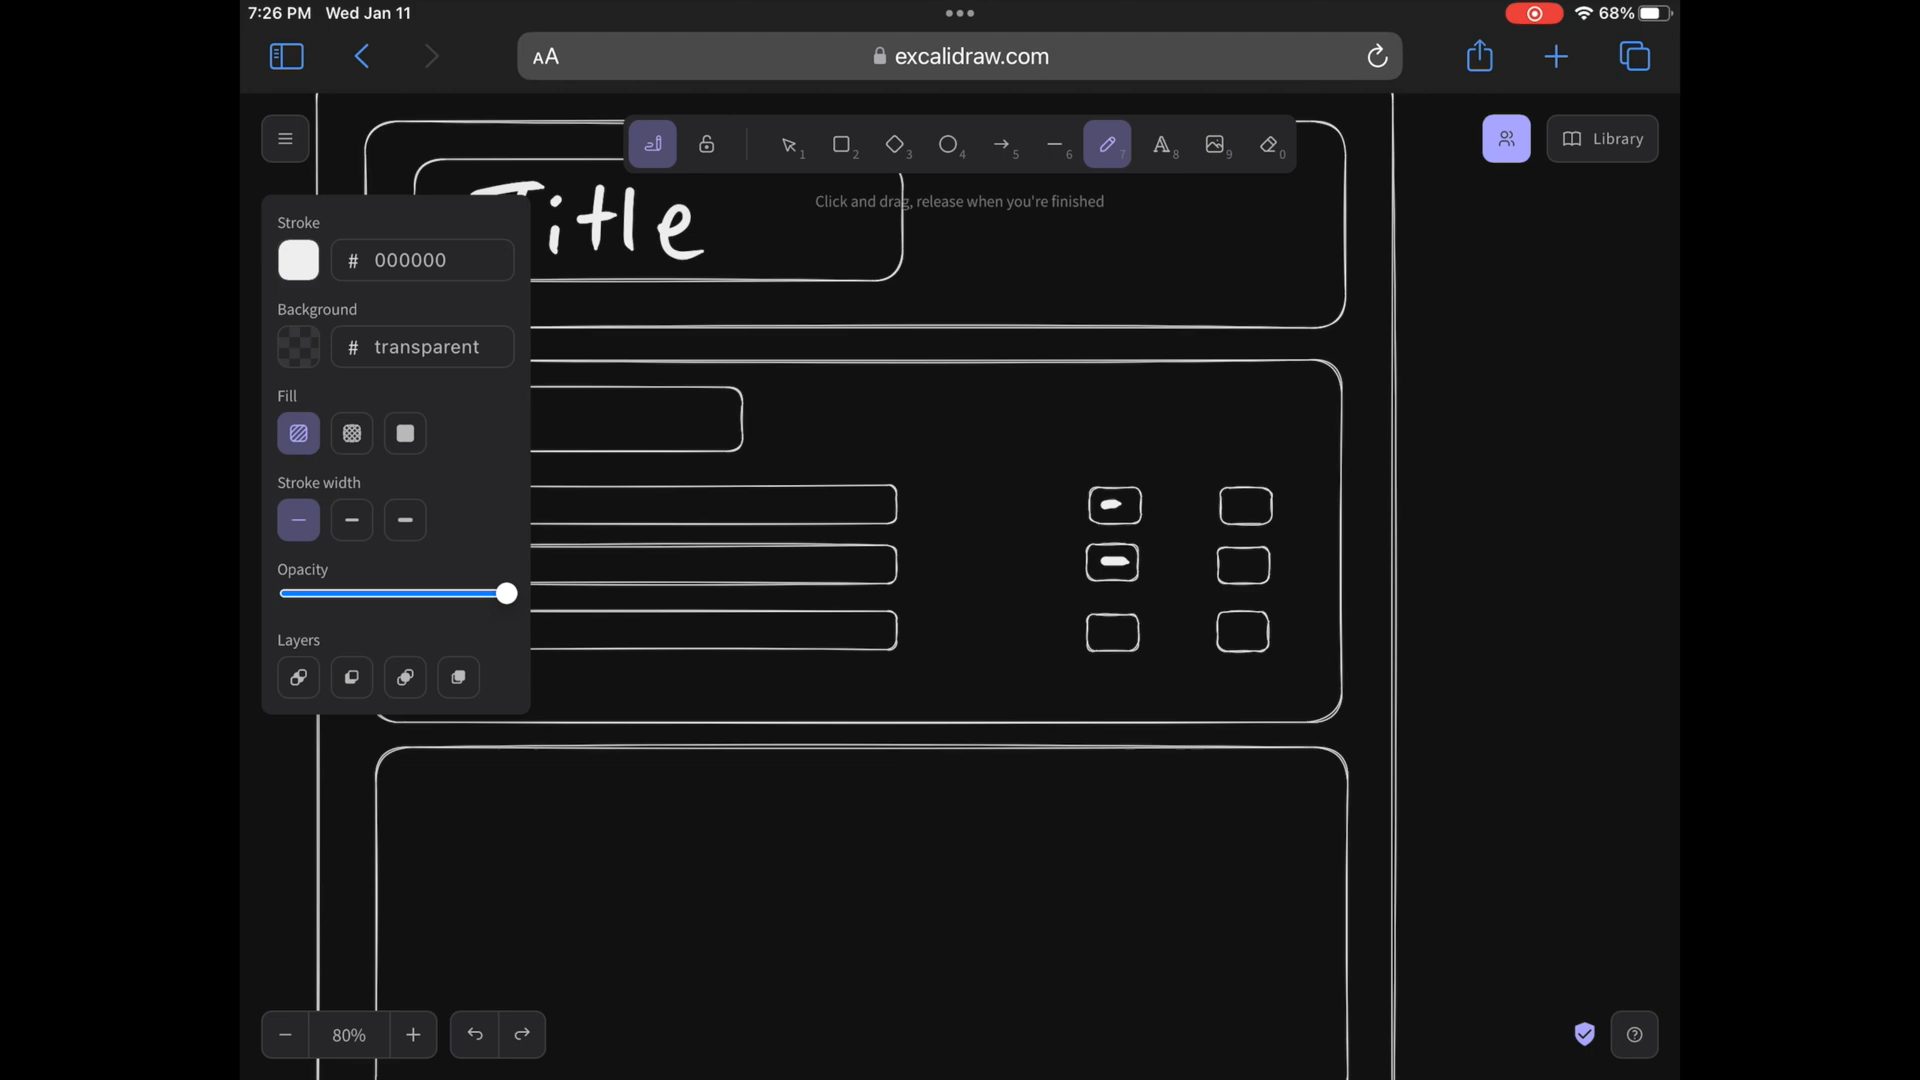 7:26 PM Wed Jan 11
68%
AA
excalidraw.com
1
2
3
4
5
6
7
8
9
0
Library
Click and drag, release when you're finished
Title
Stroke
# 000000
Background
# transparent
Fill
Stroke width
Opacity
Layers
80%